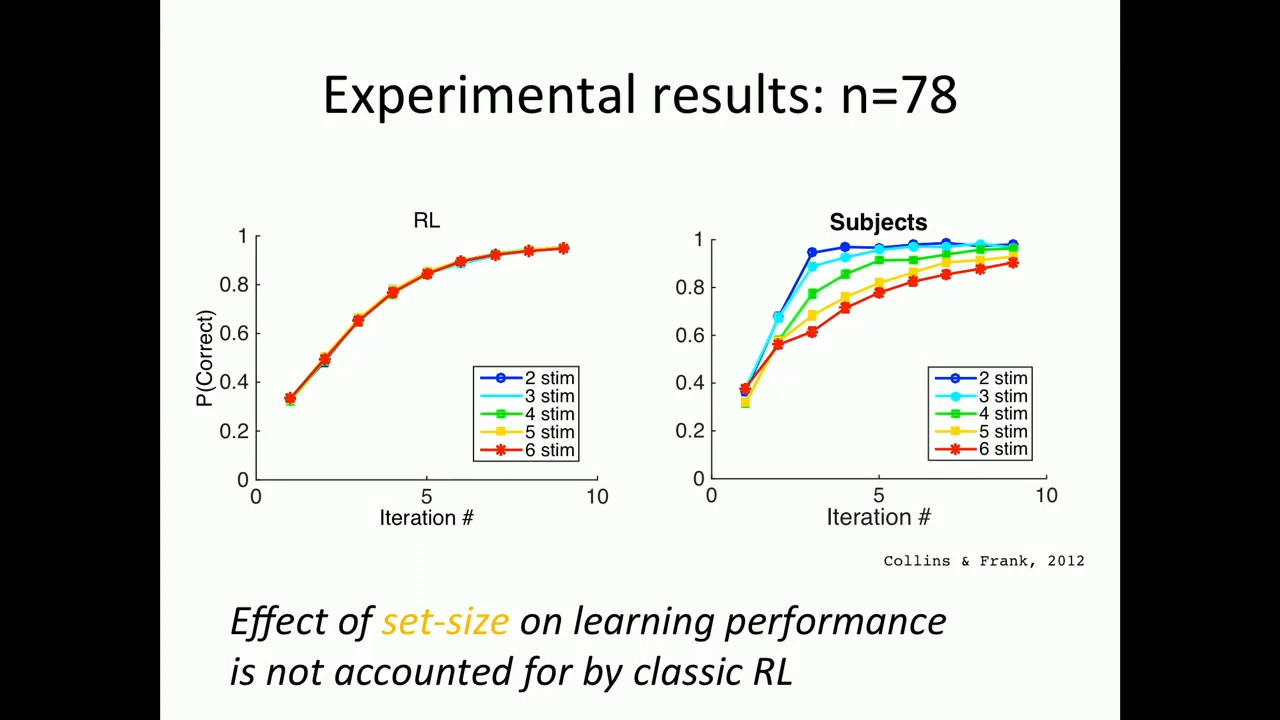 Experimental results: n=78
RL
P(Correct)
1
0.8
0.6
0.4
0.2
0
0
5
10
Iteration #
2 stim
3 stim
4 stim
5 stim
6 stim
Subjects
1
0.8
0.6
0.4
0.2
0
0
5
10
Iteration #
2 stim
3 stim
4 stim
5 stim
6 stim
Collins & Frank, 2012
Effect of set-size on learning performance
is not accounted for by classic RL